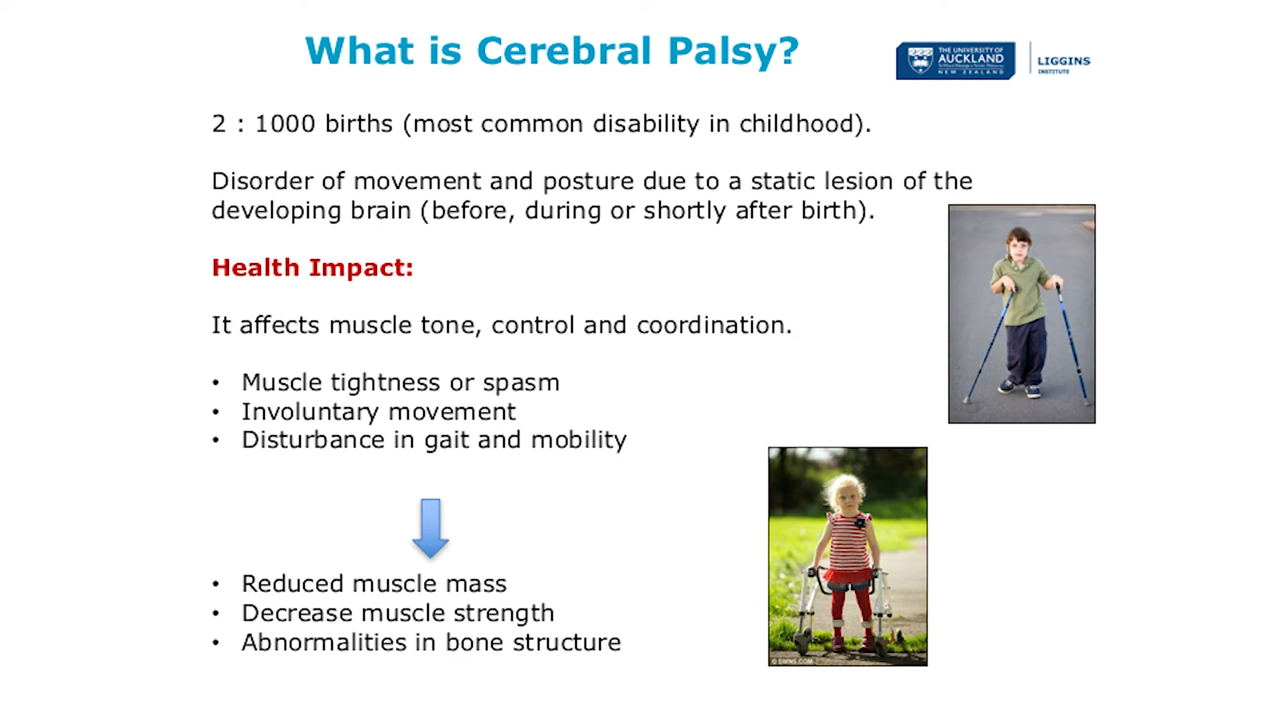 What is Cerebral Palsy?
THE UNIVERSITY OF
AUCKLAND
NEW ZEALAND
LIGGINS
INSTITUTE
2 : 1000 births (most common disability in childhood).
Disorder of movement and posture due to a static lesion of the
developing brain (before, during or shortly after birth).
Health Impact:
It affects muscle tone, control and coordination.
• Muscle tightness or spasm
• Involuntary movement
• Disturbance in gait and mobility
• Reduced muscle mass
• Decrease muscle strength
• Abnormalities in bone structure